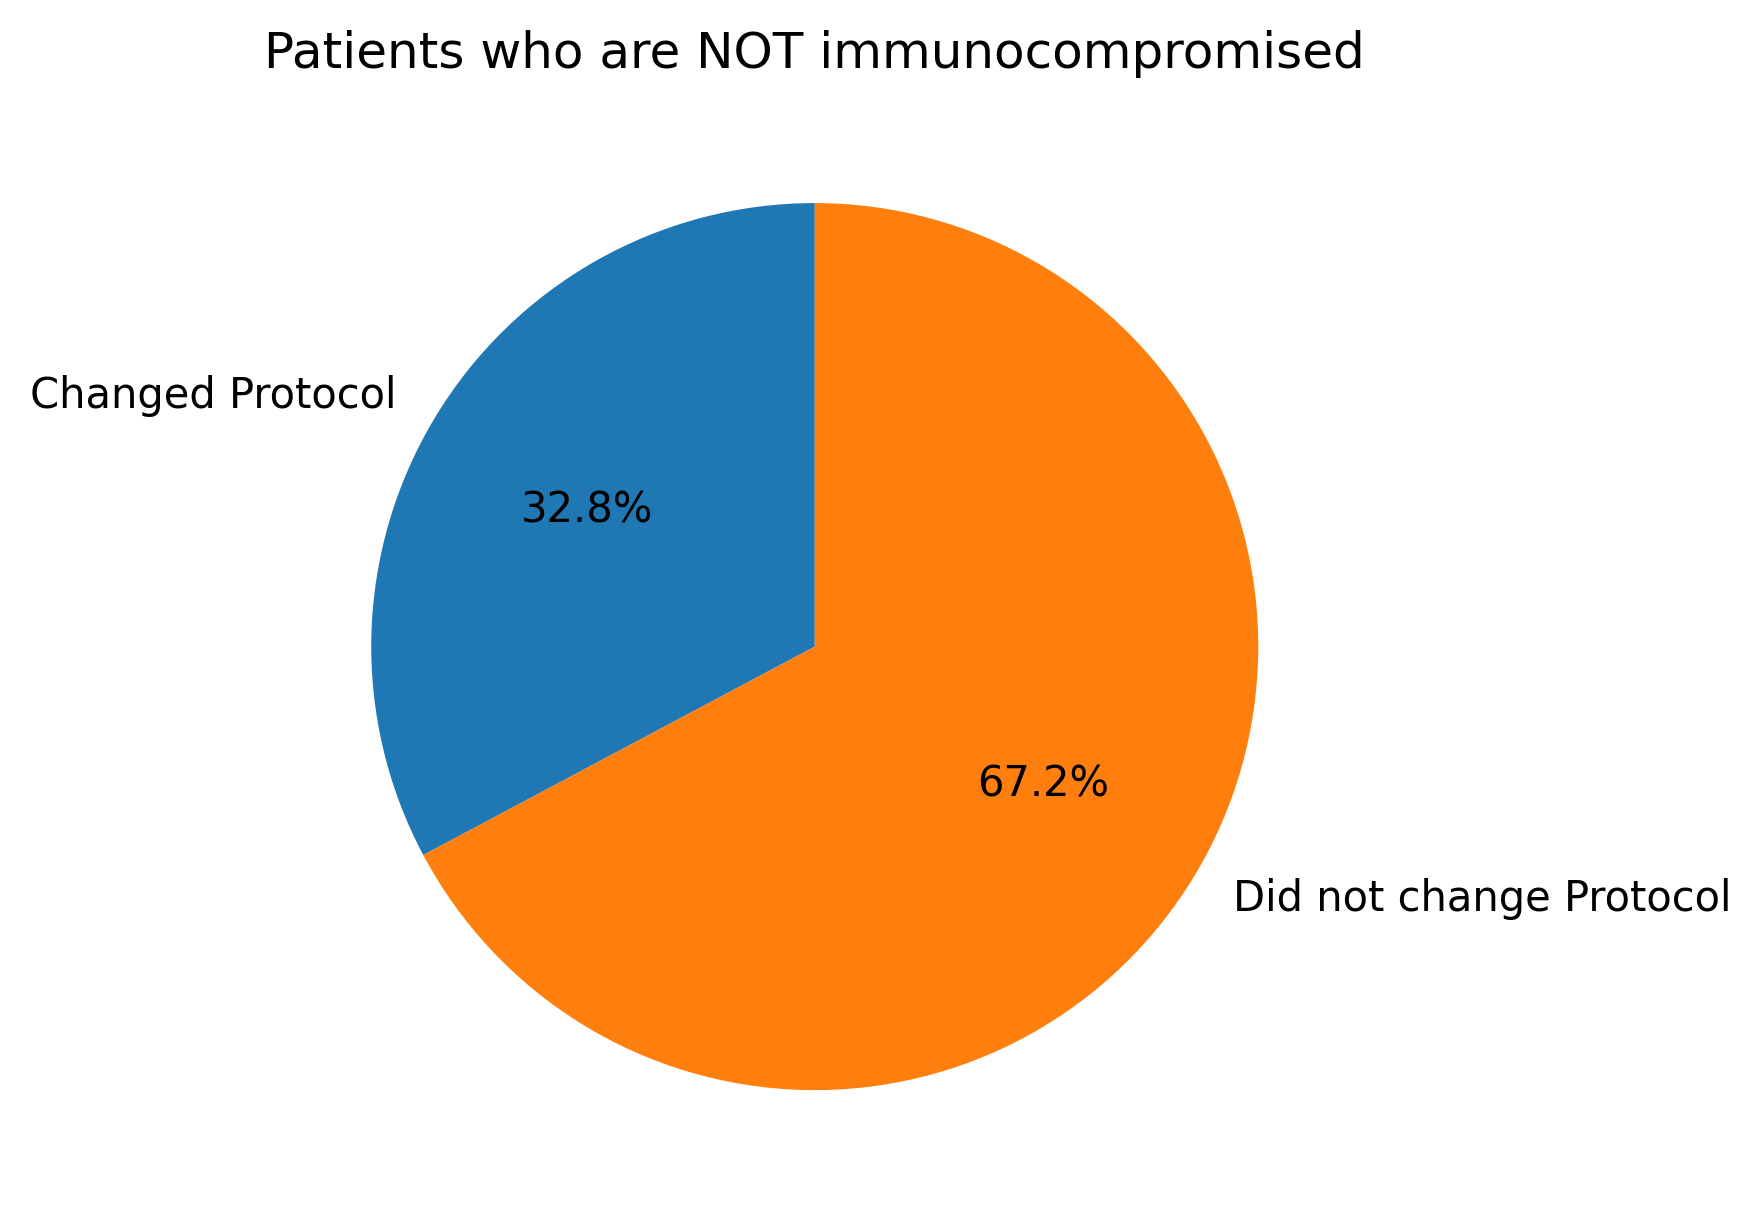 Patients who are NOT immunocompromised
Changed Protocol
32.8%
67.2%
Did not change Protocol